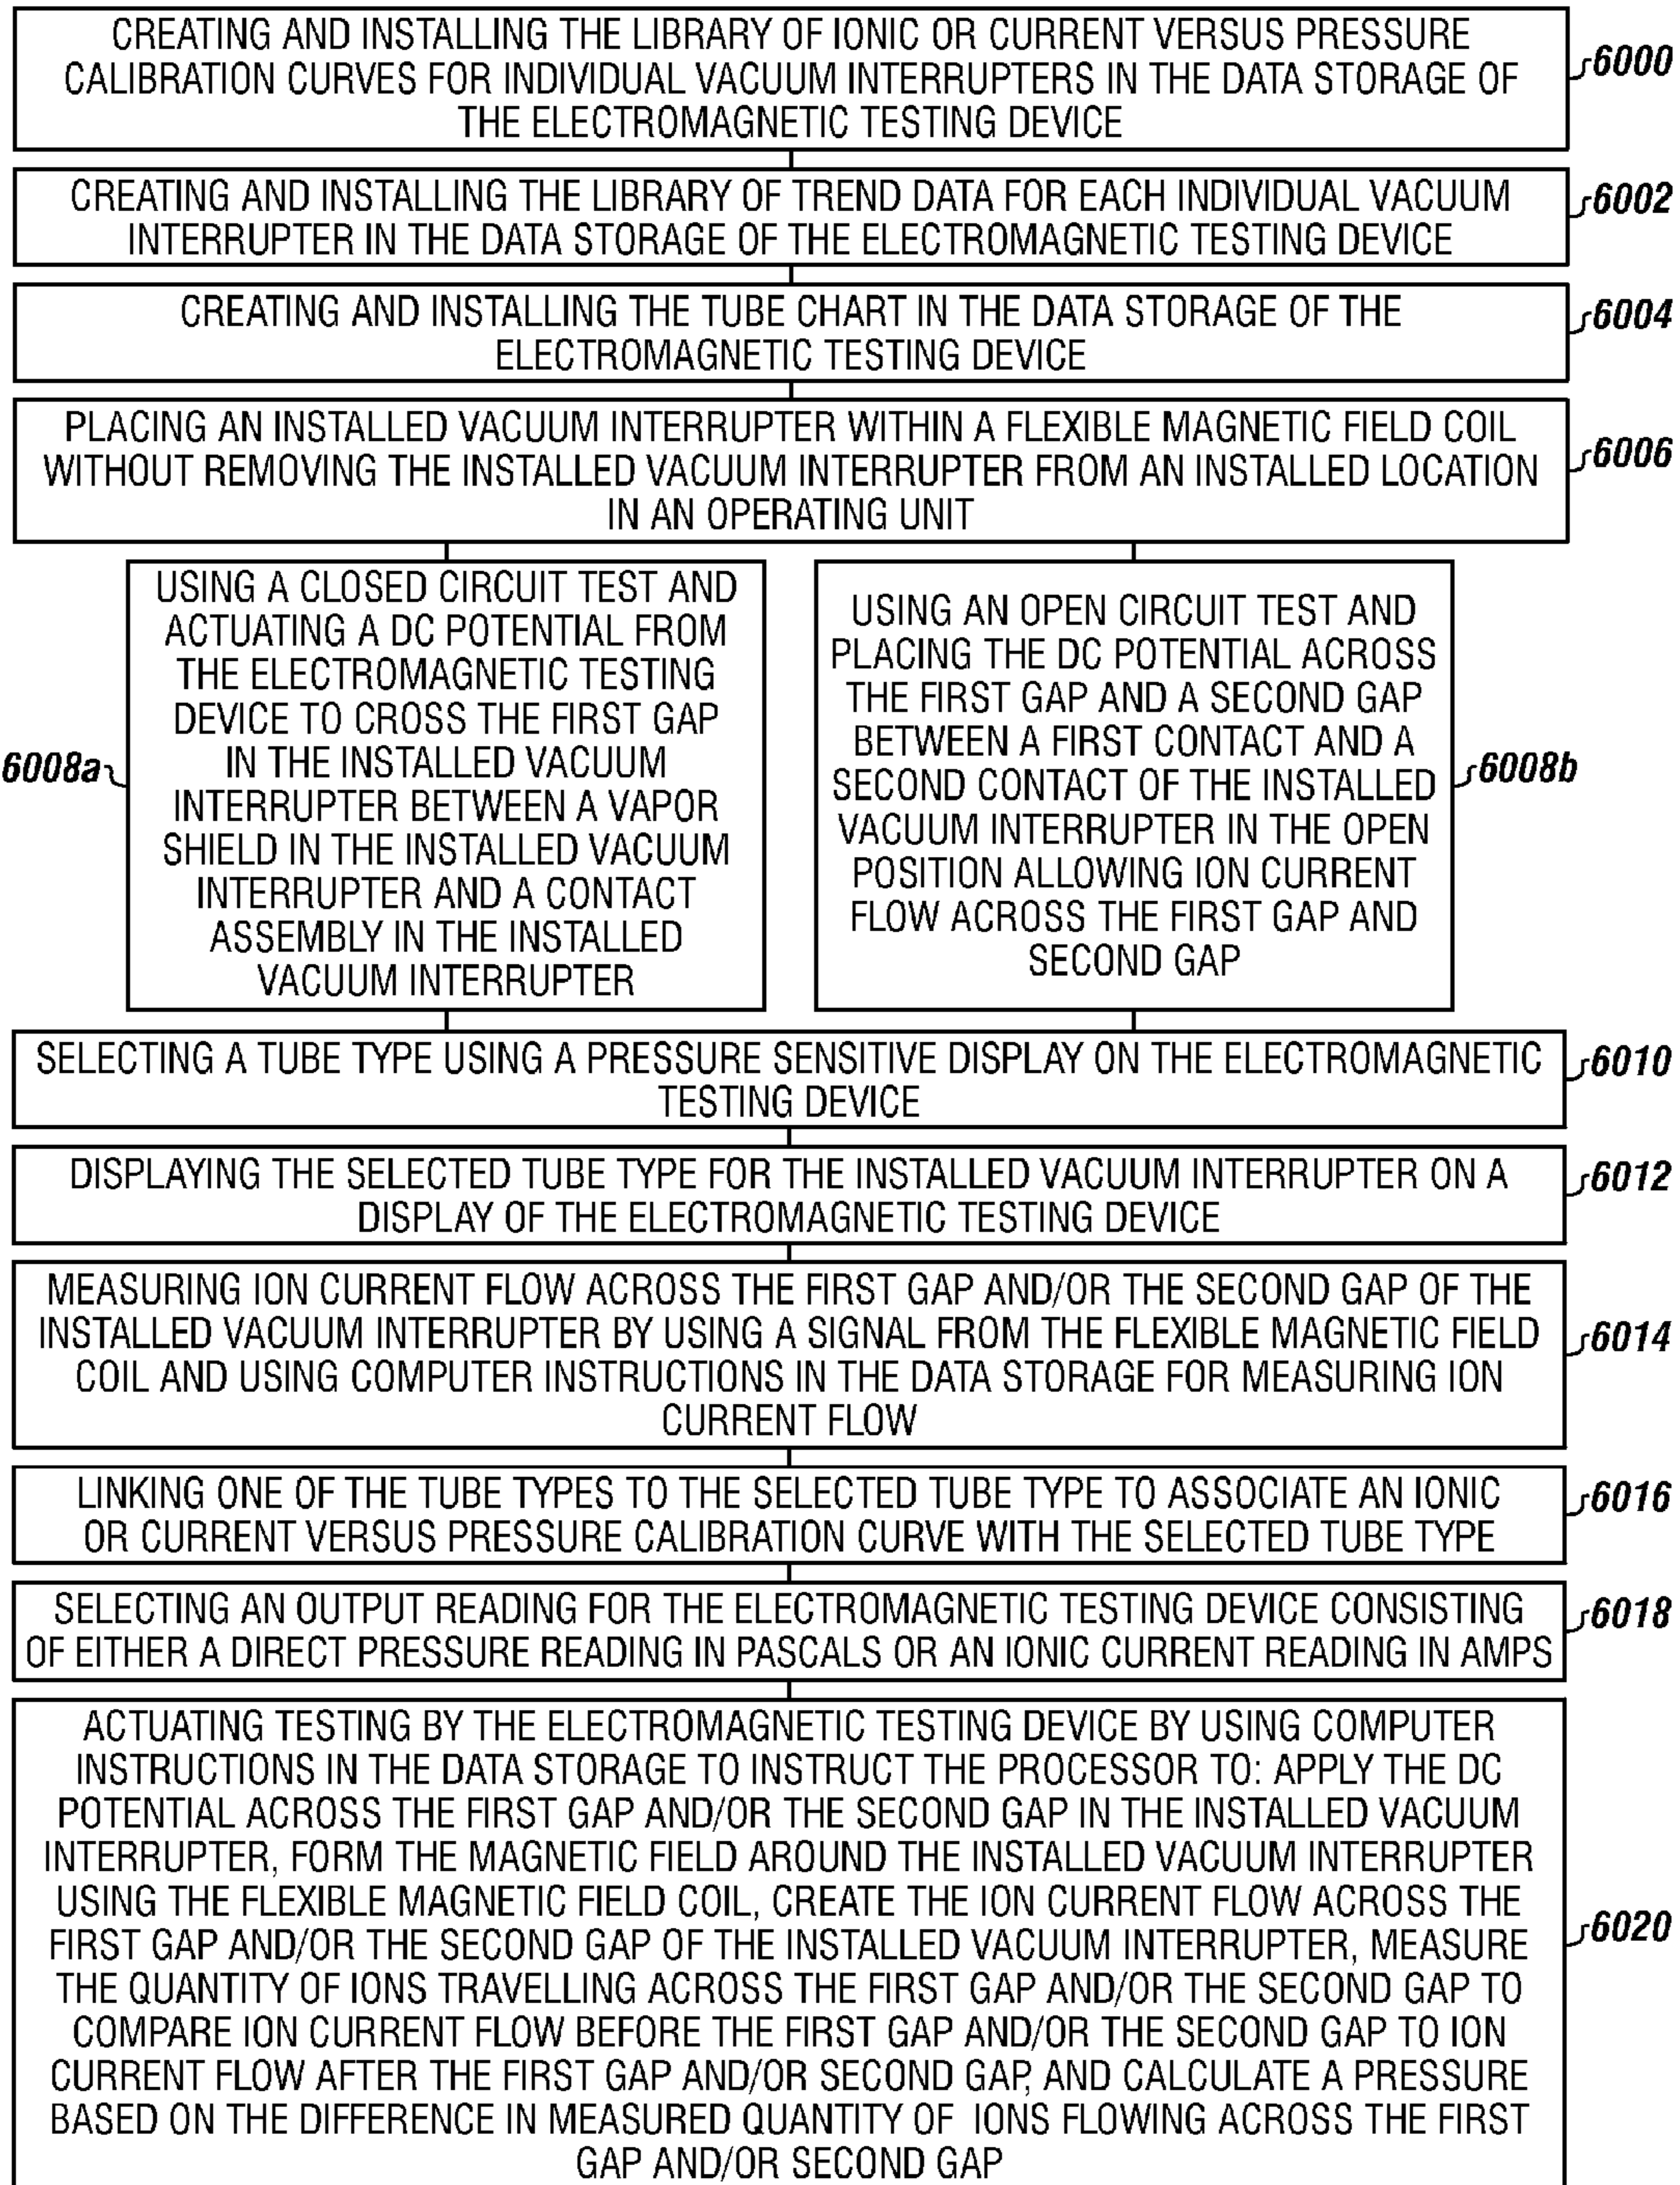 CREATING AND INSTALLING THE LIBRARY OF IONIC OR CURRENT VERSUS PRESSURE
CALIBRATION CURVES FOR INDIVIDUAL VACUUM INTERRUPTERS IN THE DATA STORAGE OF
THE ELECTROMAGNETIC TESTING DEVICE
6000
CREATING AND INSTALLING THE LIBRARY OF TREND DATA FOR EACH INDIVIDUAL VACUUM
INTERRUPTER IN THE DATA STORAGE OF THE ELECTROMAGNETIC TESTING DEVICE
6002
CREATING AND INSTALLING THE TUBE CHART IN THE DATA STORAGE OF THE
ELECTROMAGNETIC TESTING DEVICE
6004
PLACING AN INSTALLED VACUUM INTERRUPTER WITHIN A FLEXIBLE MAGNETIC FIELD COIL
WITHOUT REMOVING THE INSTALLED VACUUM INTERRUPTER FROM AN INSTALLED LOCATION
IN AN OPERATING UNIT
6006
USING A CLOSED CIRCUIT TEST AND
ACTUATING A DC POTENTIAL FROM
THE ELECTROMAGNETIC TESTING
DEVICE TO CROSS THE FIRST GAP
IN THE INSTALLED VACUUM
INTERRUPTER BETWEEN A VAPOR
SHIELD IN THE INSTALLED VACUUM
INTERRUPTER AND A CONTACT
ASSEMBLY IN THE INSTALLED
VACUUM INTERRUPTER
6008a
USING AN OPEN CIRCUIT TEST AND
PLACING THE DC POTENTIAL ACROSS
THE FIRST GAP AND A SECOND GAP
BETWEEN A FIRST CONTACT AND A
SECOND CONTACT OF THE INSTALLED
VACUUM INTERRUPTER IN THE OPEN
POSITION ALLOWING ION CURRENT
FLOW ACROSS THE FIRST GAP AND
SECOND GAP
6008b
SELECTING A TUBE TYPE USING A PRESSURE SENSITIVE DISPLAY ON THE ELECTROMAGNETIC
TESTING DEVICE
6010
DISPLAYING THE SELECTED TUBE TYPE FOR THE INSTALLED VACUUM INTERRUPTER ON A
DISPLAY OF THE ELECTROMAGNETIC TESTING DEVICE
6012
MEASURING ION CURRENT FLOW ACROSS THE FIRST GAP AND/OR THE SECOND GAP OF THE
INSTALLED VACUUM INTERRUPTER BY USING A SIGNAL FROM THE FLEXIBLE MAGNETIC FIELD
COIL AND USING COMPUTER INSTRUCTIONS IN THE DATA STORAGE FOR MEASURING ION
CURRENT FLOW
6014
LINKING ONE OF THE TUBE TYPES TO THE SELECTED TUBE TYPE TO ASSOCIATE AN IONIC
OR CURRENT VERSUS PRESSURE CALIBRATION CURVE WITH THE SELECTED TUBE TYPE
6016
SELECTING AN OUTPUT READING FOR THE ELECTROMAGNETIC TESTING DEVICE CONSISTING
OF EITHER A DIRECT PRESSURE READING IN PASCALS OR AN IONIC CURRENT READING IN AMPS
6018
ACTUATING TESTING BY THE ELECTROMAGNETIC TESTING DEVICE BY USING COMPUTER
INSTRUCTIONS IN THE DATA STORAGE TO INSTRUCT THE PROCESSOR TO: APPLY THE DC
POTENTIAL ACROSS THE FIRST GAP AND/OR THE SECOND GAP IN THE INSTALLED VACUUM
INTERRUPTER, FORM THE MAGNETIC FIELD AROUND THE INSTALLED VACUUM INTERRUPTER
USING THE FLEXIBLE MAGNETIC FIELD COIL, CREATE THE ION CURRENT FLOW ACROSS THE
FIRST GAP AND/OR THE SECOND GAP OF THE INSTALLED VACUUM INTERRUPTER, MEASURE
THE QUANTITY OF IONS TRAVELLING ACROSS THE FIRST GAP AND/OR THE SECOND GAP TO
COMPARE ION CURRENT FLOW BEFORE THE FIRST GAP AND/OR THE SECOND GAP TO ION
CURRENT FLOW AFTER THE FIRST GAP AND/OR SECOND GAP, AND CALCULATE A PRESSURE
BASED ON THE DIFFERENCE IN MEASURED QUANTITY OF IONS FLOWING ACROSS THE FIRST
GAP AND/OR SECOND GAP
6020